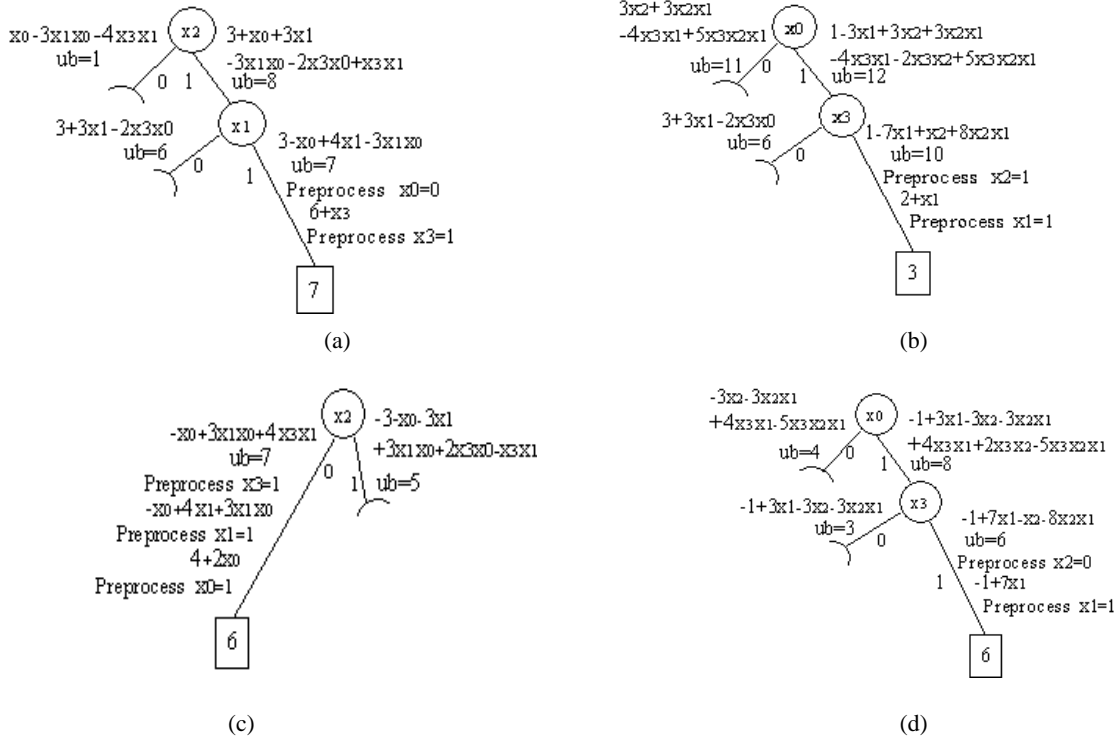 x0-3x1x0-4x3x1
ub=1
x2
3+x0+3x1
-3x1x0-2x3x0+x3x1
ub=8
0
1
3+3x1-2x3x0
ub=6
x1
0
1
3-x0+4x1-3x1x0
ub=7
Preprocess x0=0
6+x3
Preprocess x3=1
7
(a)
3x2+3x2x1
-4x3x1+5x3x2x1
ub=11
x0
1-3x1+3x2+3x2x1
-4x3x1-2x3x2+5x3x2x1
ub=12
0
1
3+3x1-2x3x0
ub=6
x3
0
1-7x1+x2+8x2x1
ub=10
Preprocess x2=1
2+x1
Preprocess x1=1
3
(b)
x2
-3-x0-3x1
+3x1x0+2x3x0-x3x1
ub=5
-x0+3x1x0+4x3x1
ub=7
0
1
Preprocess x3=1
-x0+4x1+3x1x0
Preprocess x1=1
4+2x0
Preprocess x0=1
6
(c)
-3x2-3x2x1
+4x3x1-5x3x2x1
ub=4
x0
-1+3x1-3x2-3x2x1
+4x3x1+2x3x2-5x3x2x1
ub=8
0
1
-1+3x1-3x2-3x2x1
ub=3
x3
0
1
-1+7x1-x2-8x2x1
ub=6
Preprocess x2=0
-1+7x1
Preprocess x1=1
6
(d)